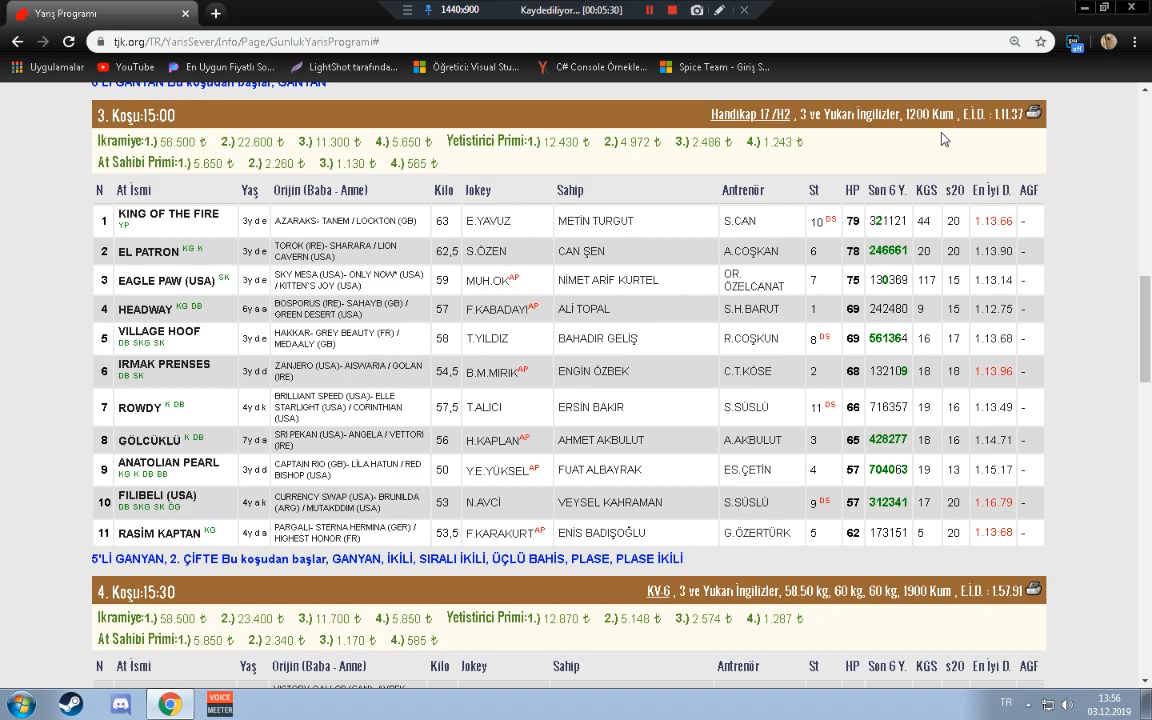 Yarış Programı
1440x900
Kaydediliyor... [00:05:30]
tjk.org/TR/YarisSever/Info/Page/GunlukYarisProgrami#
Uygulamalar YouTube En Uygun Fiyatlı So... LightShot tarafında... Öğretici: Visual Stu... C# Console Örnekle... Spice Team - Giriş S...
6'LI GANYAN Bu koşudan başlar, GANYAN
3. Koşu:15:00 Handikap 17 /H2 , 3 ve Yukarı İngilizler, 1200 Kum , E.İ.D. : 1.11.37
İkramiye:1.) 56.500 ₺ 2.) 22.600 ₺ 3.) 11.300 ₺ 4.) 5.650 ₺ Yetistirici Primi:1.) 12.430 ₺ 2.) 4.972 ₺ 3.) 2.486 ₺ 4.) 1.243 ₺
At Sahibi Primi:1.) 5.650 ₺ 2.) 2.260 ₺ 3.) 1.130 ₺ 4.) 565 ₺
N At İsmi Yaş Orijin (Baba - Anne) Kilo Jokey Sahip Antrenör St HP Son 6 Y. KGS s20 En İyi D. AGF
1 KING OF THE FIRE YP 3y d e AZARAKS- TANEM / LOCKTON (GB) 63 E.YAVUZ METİN TURGUT S.CAN 10 DS 79 321121 44 20 1.13.66 -
2 EL PATRON KG K 3y d e TOROK (IRE)- SHARARA / LION CAVERN (USA) 62,5 S.ÖZEN CAN ŞEN A.COŞKAN 6 78 246661 20 20 1.13.90 -
3 EAGLE PAW (USA) SK 3y d e SKY MESA (USA)- ONLY NOW* (USA) / KITTEN'S JOY (USA) 59 MUH.OK AP NİMET ARİF KURTEL OR. ÖZELCANAT 7 75 130369 117 15 1.13.14 -
4 HEADWAY KG DB 6y a a BOSPORUS (IRE)- SAHAYB (GB) / GREEN DESERT (USA) 57 F.KABADAYI AP ALİ TOPAL S.H.BARUT 1 69 242480 9 15 1.12.75 -
5 VILLAGE HOOF DB SKG SK 3y d e HAKKAR- GREY BEAUTY (FR) / MEDAALY (GB) 58 T.YILDIZ BAHADIR GELİŞ R.COŞKUN 8 DS 69 561364 16 17 1.13.68 -
6 IRMAK PRENSES DB SK 3y d d ZANJERO (USA)- AISWARIA / GOLAN (IRE) 54,5 B.M.MIRIK AP ENGİN ÖZBEK C.T.KÖSE 2 68 132109 18 18 1.13.96 -
7 ROWDY K DB 4y d k BRILLIANT SPEED (USA)- ELLE STARLIGHT (USA) / CORINTHIAN (USA) 57,5 T.ALICI ERSİN BAKIR S.SÜSLÜ 11 DS 66 716357 19 16 1.13.49 -
8 GÖLCÜKLÜ K DB 7y d a SRI PEKAN (USA)- ANGELA / VETTORI (IRE) 56 H.KAPLAN AP AHMET AKBULUT A.AKBULUT 3 65 428277 18 16 1.14.71 -
9 ANATOLIAN PEARL KG K DB BB 3y d d CAPTAIN RIO (GB)- LİLA HATUN / RED BISHOP (USA) 50 Y.E.YÜKSEL AP FUAT ALBAYRAK ES.ÇETİN 4 57 704063 19 13 1.15.17 -
10 FILIBELI (USA) DB SKG SK ÖG 4y a k CURRENCY SWAP (USA)- BRUNILDA (ARG) / MUTAKDDIM (USA) 53 N.AVCİ VEYSEL KAHRAMAN S.SÜSLÜ 9 DS 57 312341 17 20 1.16.79 -
11 RASİM KAPTAN KG 4y d a PARGALI- STERNA HERMINA (GER) / HIGHEST HONOR (FR) 53,5 F.KARAKURT AP ENİS BADIŞOĞLU G.ÖZERTÜRK 5 62 173151 5 20 1.13.68 -
5'Lİ GANYAN, 2. ÇİFTE Bu koşudan başlar, GANYAN, İKİLİ, SIRALI İKİLİ, ÜÇLÜ BAHİS, PLASE, PLASE İKİLİ
4. Koşu:15:30 KV-6 , 3 ve Yukarı İngilizler, 58.50 kg, 60 kg, 60 kg, 1900 Kum , E.İ.D. : 1.57.91
İkramiye:1.) 58.500 ₺ 2.) 23.400 ₺ 3.) 11.700 ₺ 4.) 5.850 ₺ Yetistirici Primi:1.) 12.870 ₺ 2.) 5.148 ₺ 3.) 2.574 ₺ 4.) 1.287 ₺
At Sahibi Primi:1.) 5.850 ₺ 2.) 2.340 ₺ 3.) 1.170 ₺ 4.) 585 ₺
N At İsmi Yaş Orijin (Baba - Anne) Kilo Jokey Sahip Antrenör St HP Son 6 Y. KGS s20 En İyi D. AGF
VOICE
MEETER
TR
13:56
03.12.2019